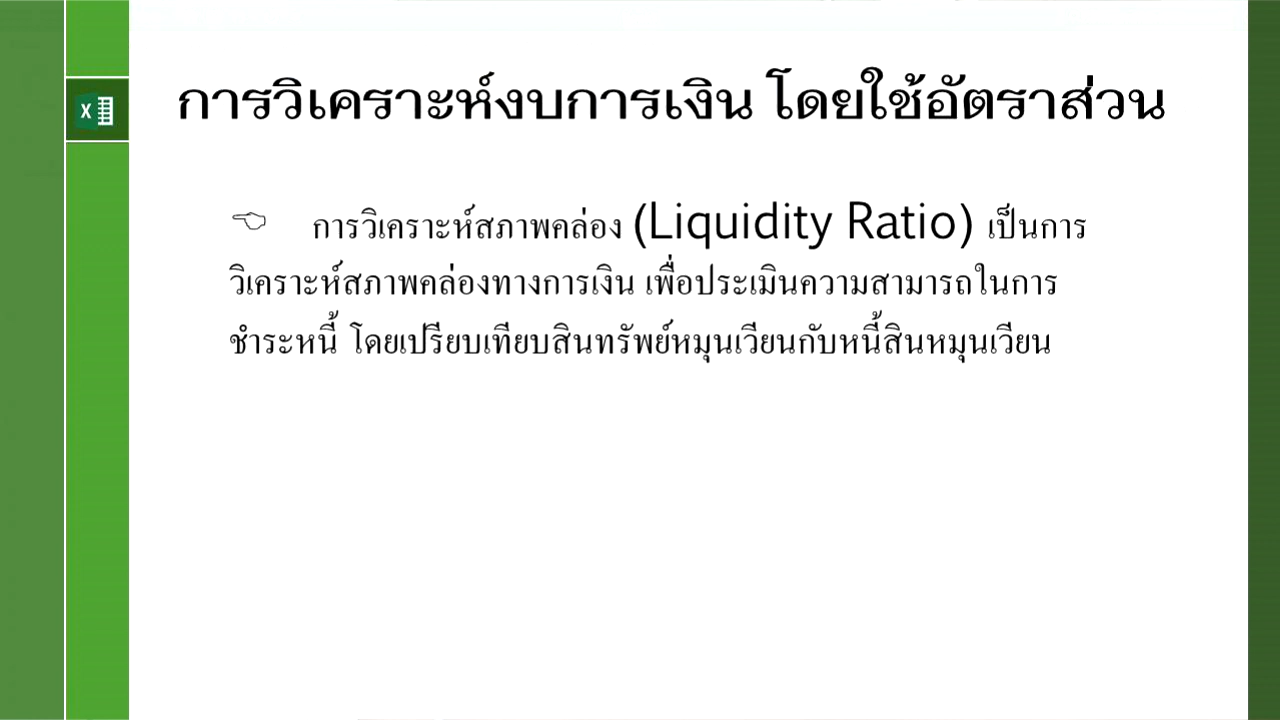 การวิเคราะห์งบการเงิน โดยใช้อัตราส่วน
X
การวิเคราะห์สภาพคล่อง (Liquidity Ratio) เป็นการ
วิเคราะห์สภาพคล่องทางการเงิน เพื่อประเมินความสามารถในการ
ชำระหนี้ โดยเปรียบเทียบสินทรัพย์หมุนเวียนกับหนี้สินหมุนเวียน